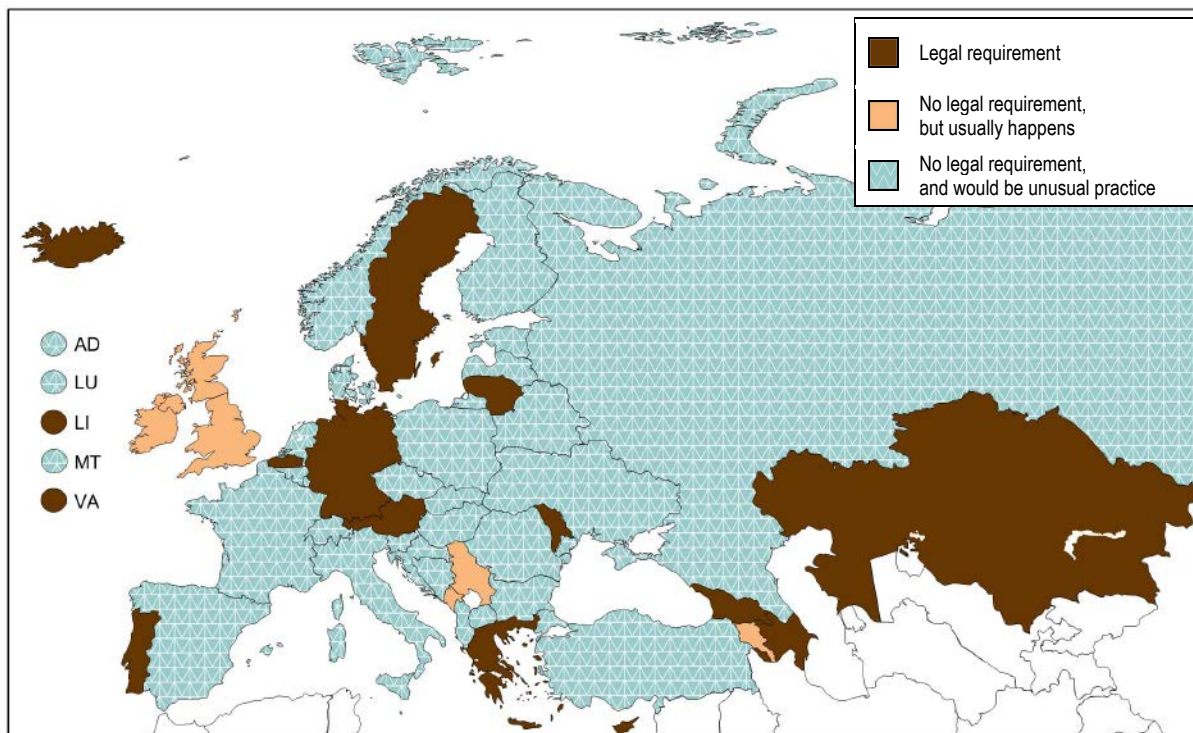 Legal requirement
No legal requirement,
but usually happens
No legal requirement,
and would be unusual practice
AD
LU
LI
MT
VA